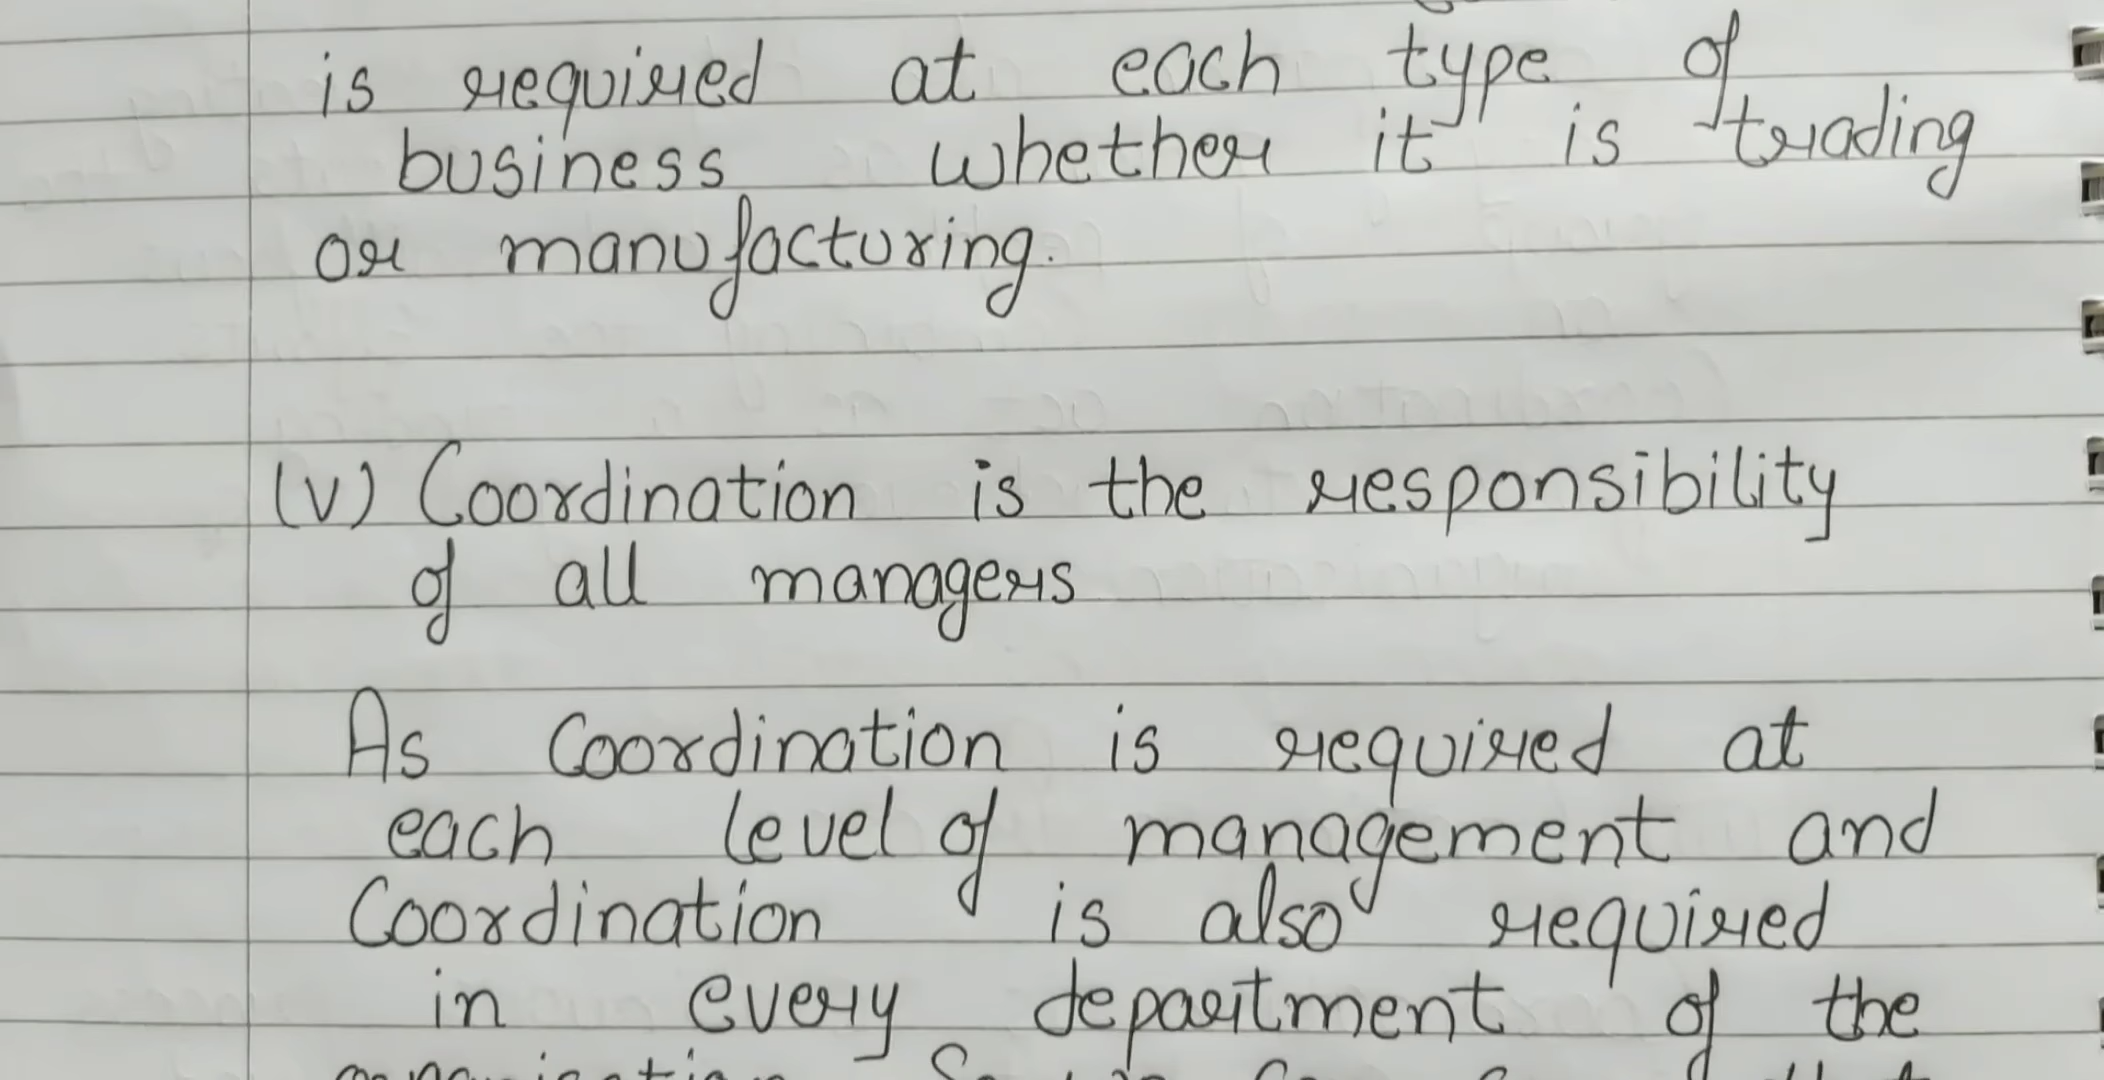 is required at each type of
business whether it is trading
or manufacturing.
(v) Coordination is the responsibility
of all managers
As Coordination is required at
each level of management and
Coordination is also required
in every department of the